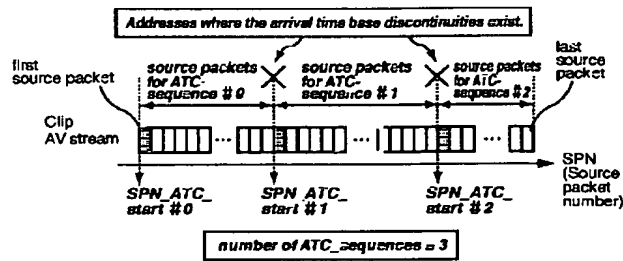 Addresses where the arrival time base discontinuities exist.
first
source packet
source packets
for ATC-
sequence # 0
source packets
for ATC-
sequence # 1
source packets
for ATC-
sequence #2
last
source
packet
Clip
AV stream
... ... ...
SPN
(Source
packet
number)
SPN_ATC_
start # 0
SPN_ATC_
start # 1
SPN_ATC_
start # 2
number of ATC_sequences = 3